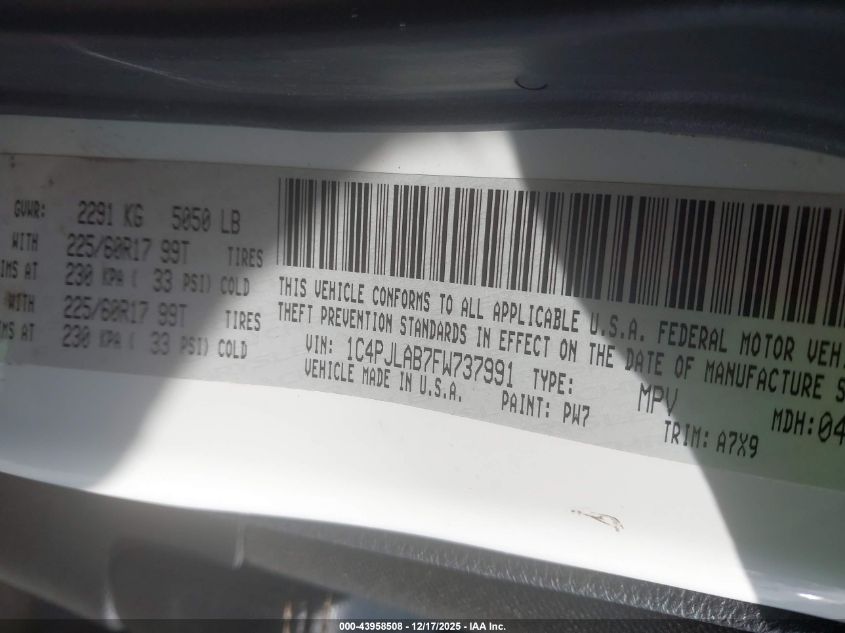 GVWR: 2291 KG 5050 LB
WITH 225/60R17 99T TIRES
IMS AT 230 KPA ( 33 PSI) COLD
WITH 225/60R17 99T TIRES
IMS AT 230 KPA ( 33 PSI) COLD
THIS VEHICLE CONFORMS TO ALL APPLICABLE U.S.A. FEDERAL MOTOR VEHI
THEFT PREVENTION STANDARDS IN EFFECT ON THE DATE OF MANUFACTURE S
VIN: 1C4PJLAB7FW737991 TYPE: MPV MDH:04
VEHICLE MADE IN U.S.A. PAINT: PW7 TRIM: A7X9
000-43958508 — 12/17/2025 — IAA Inc.